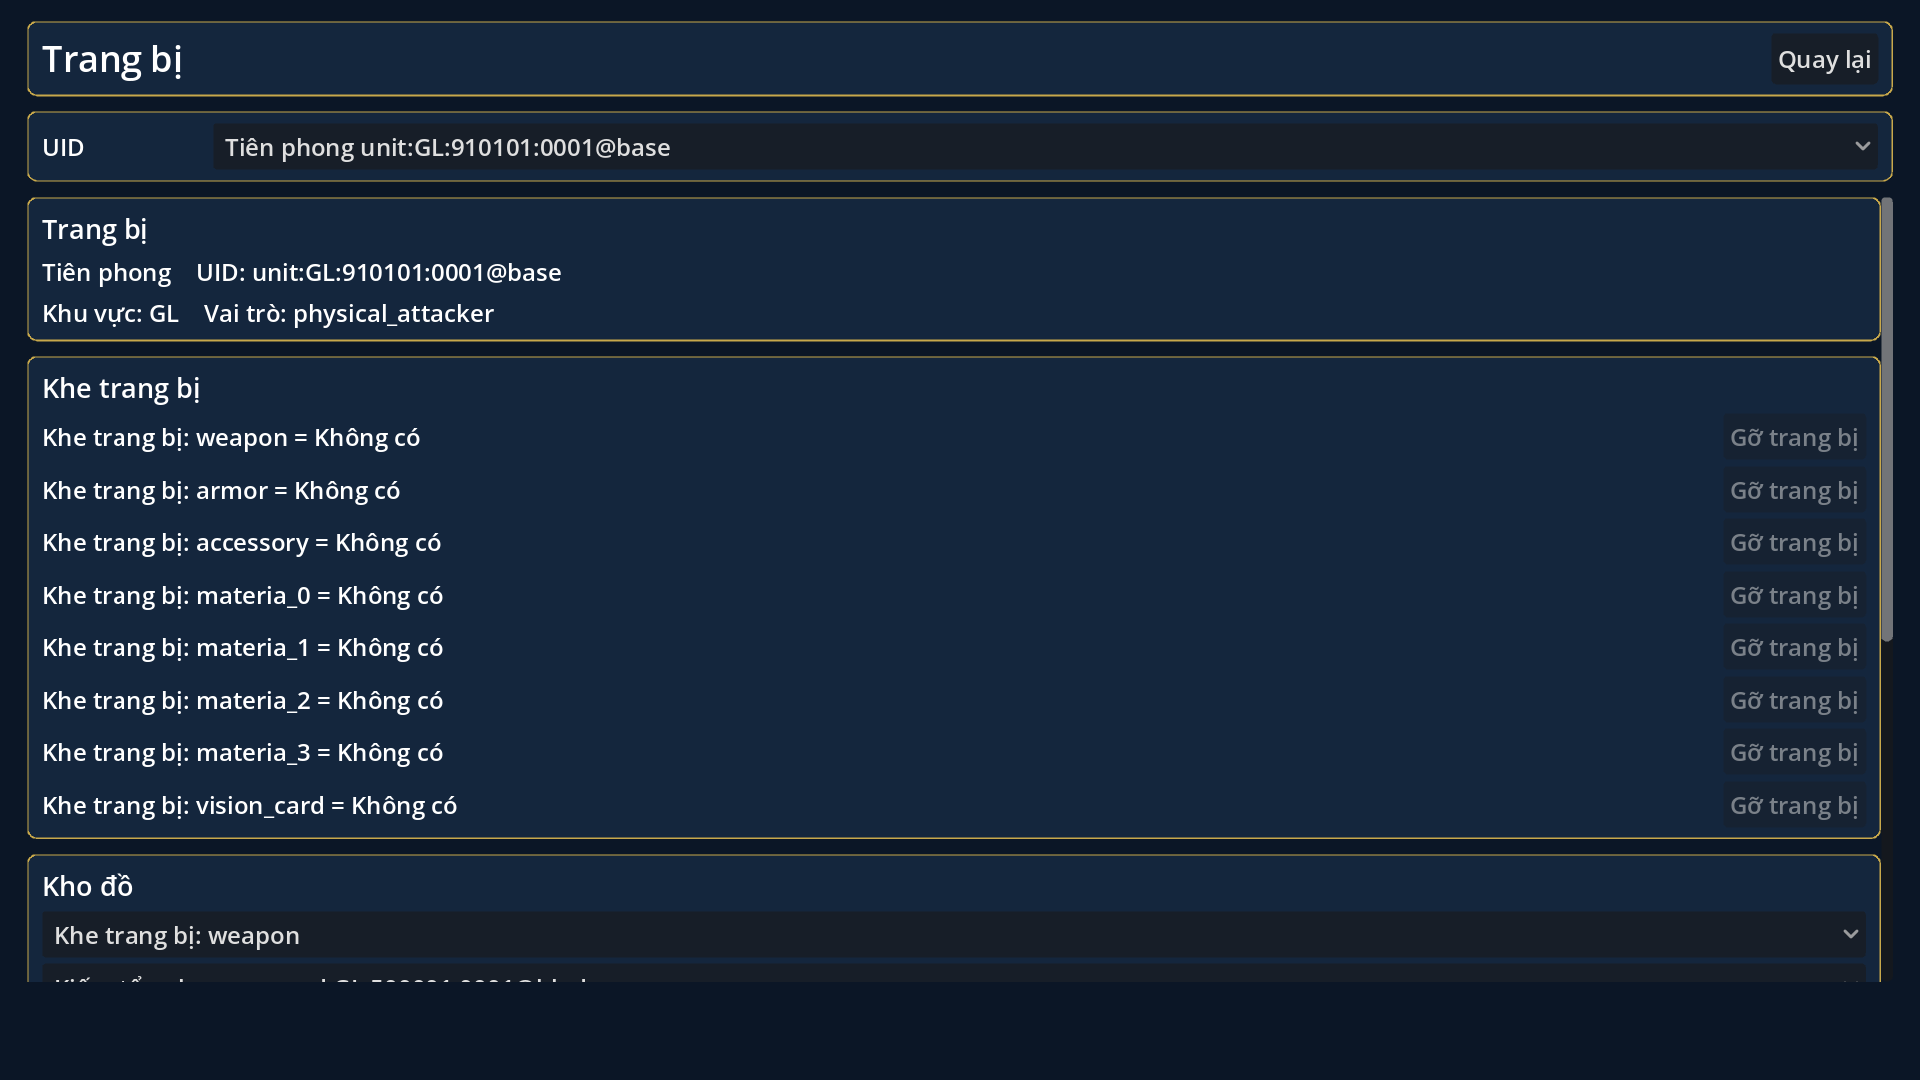 Trang bị
Quay lại
UID
Tiên phong unit:GL:910101:0001@base
Trang bị
Tiên phong UID: unit:GL:910101:0001@base
Khu vực: GL Vai trò: physical_attacker
Khe trang bị
Khe trang bị: weapon = Không có Gỡ trang bị
Khe trang bị: armor = Không có Gỡ trang bị
Khe trang bị: accessory = Không có Gỡ trang bị
Khe trang bị: materia_0 = Không có Gỡ trang bị
Khe trang bị: materia_1 = Không có Gỡ trang bị
Khe trang bị: materia_2 = Không có Gỡ trang bị
Khe trang bị: materia_3 = Không có Gỡ trang bị
Khe trang bị: vision_card = Không có Gỡ trang bị
Kho đồ
Khe trang bị: weapon